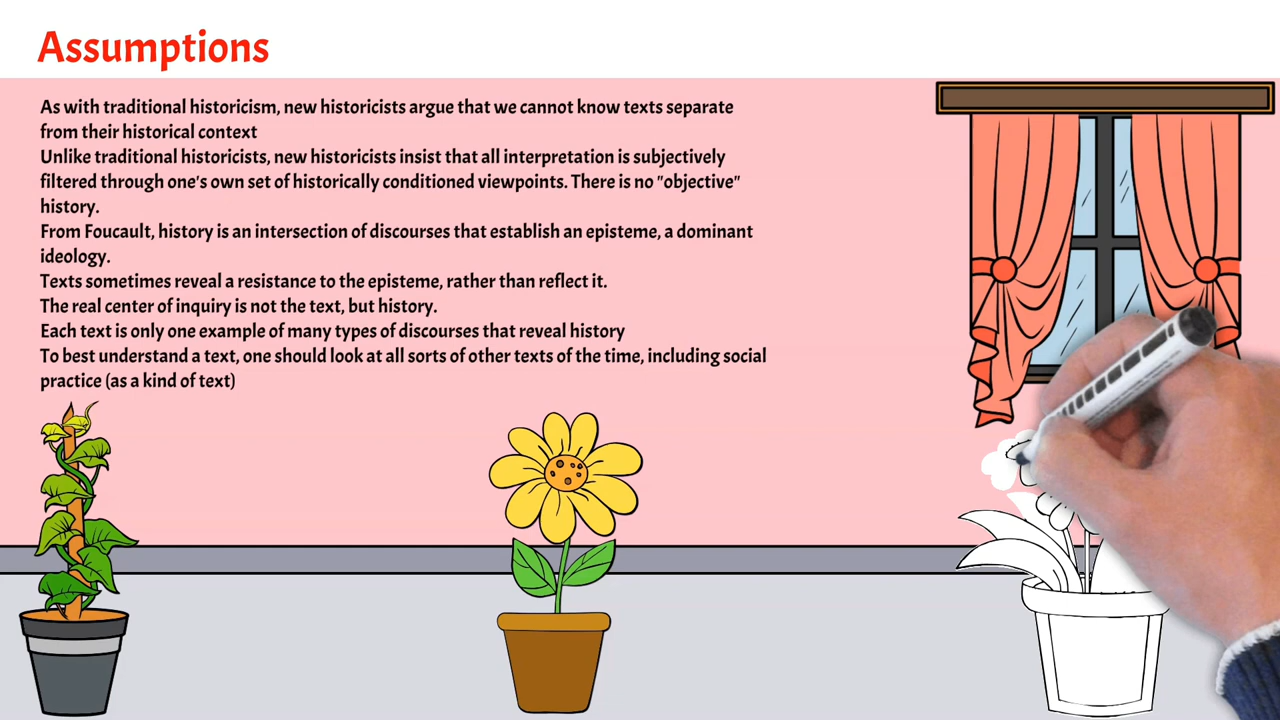 Assumptions
As with traditional historicism, new historicists argue that we cannot know texts separate
from their historical context
Unlike traditional historicists, new historicists insist that all interpretation is subjectively
filtered through one's own set of historically conditioned viewpoints. There is no "objective"
history.
From Foucault, history is an intersection of discourses that establish an episteme, a dominant
ideology.
Texts sometimes reveal a resistance to the episteme, rather than reflect it.
The real center of inquiry is not the text, but history.
Each text is only one example of many types of discourses that reveal history
To best understand a text, one should look at all sorts of other texts of the time, including social
practice (as a kind of text)